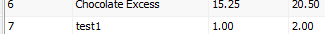 6 Chocolate Excess 15.25 20.50
7 test1 1.00 2.00